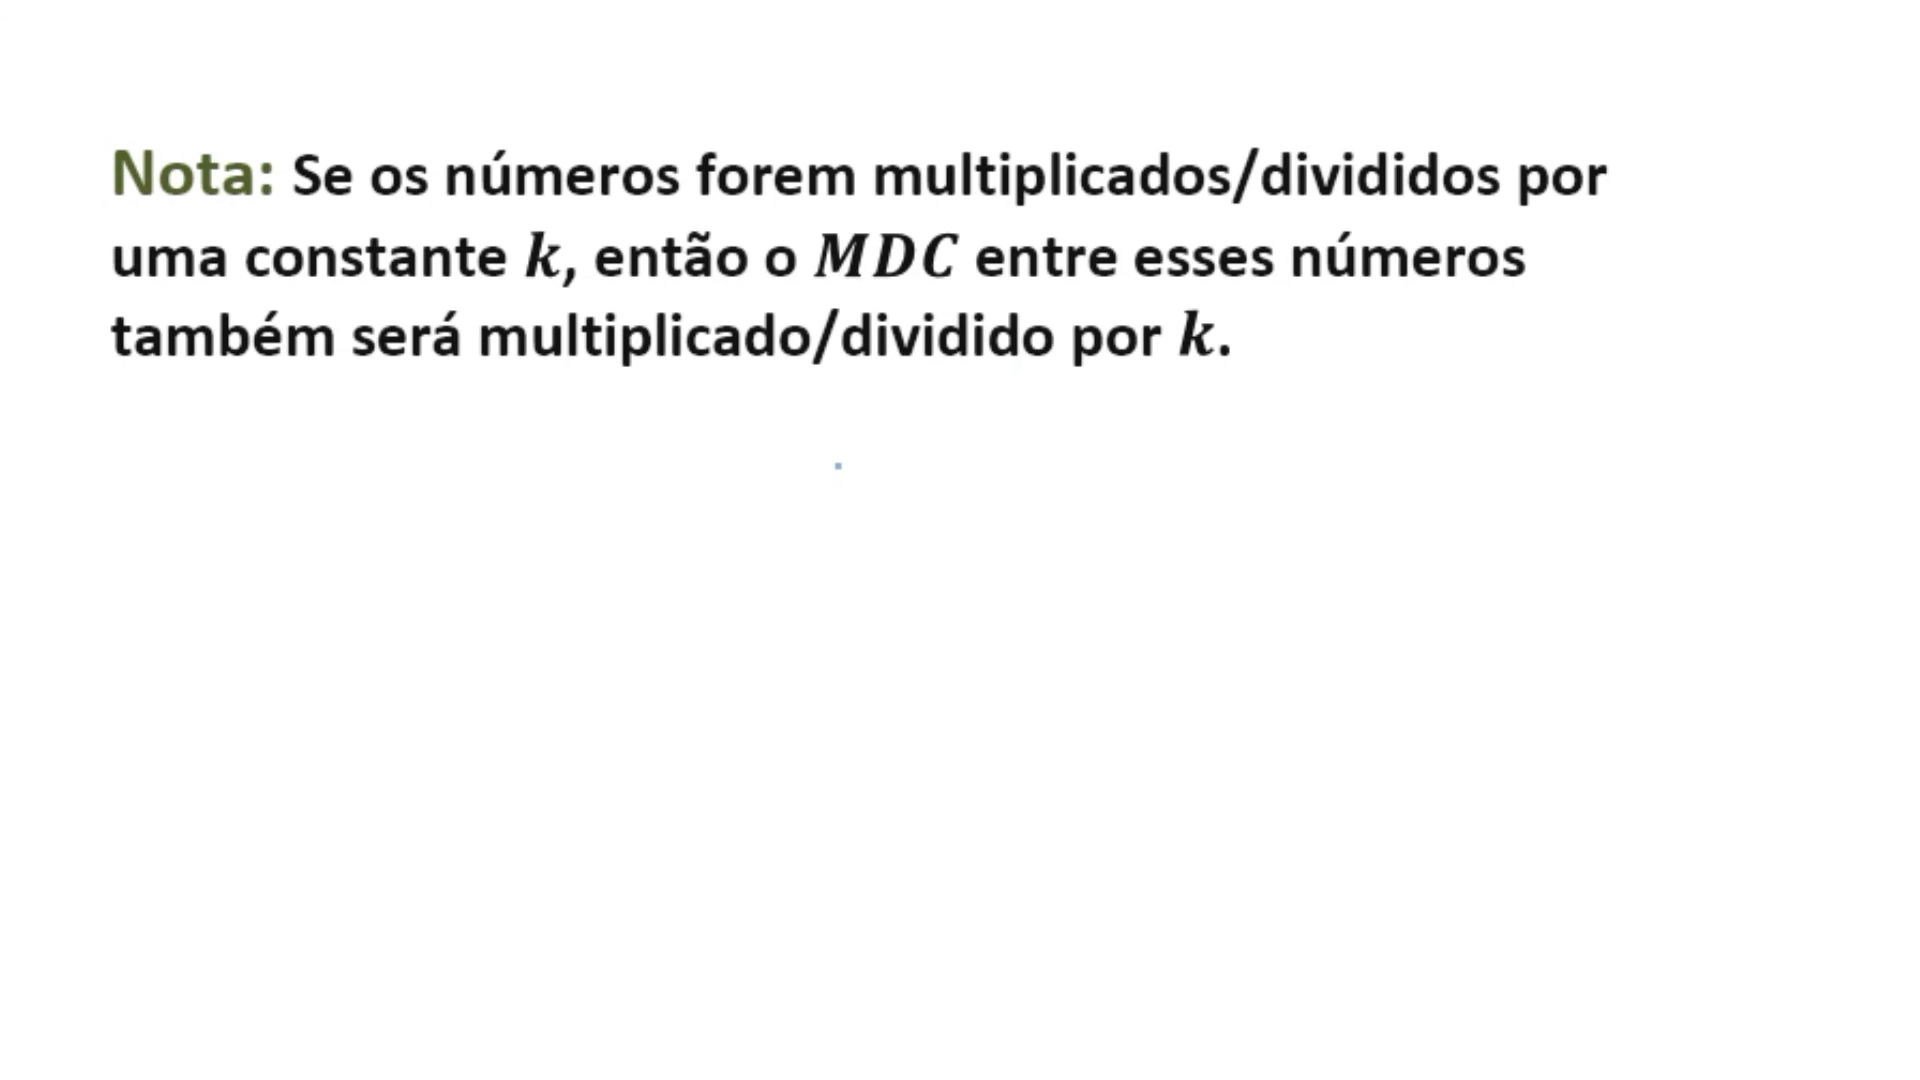 Nota: Se os números forem multiplicados/divididos por
uma constante k, então o MDC entre esses números
também será multiplicado/dividido por k.